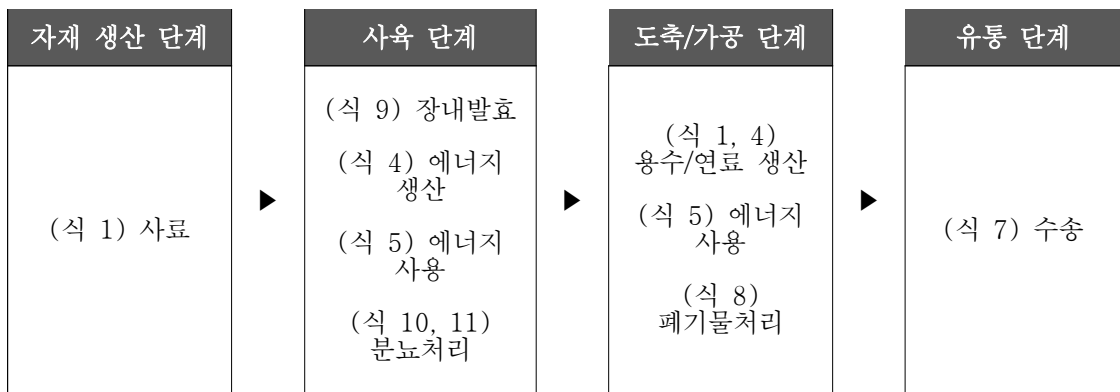 자재 생산 단계
(식 1) 사료
▶
사육 단계
(식 9) 장내발효
(식 4) 에너지
생산
(식 5) 에너지
사용
(식 10, 11)
분뇨처리
▶
도축/가공 단계
(식 1, 4)
용수/연료 생산
(식 5) 에너지
사용
(식 8)
폐기물처리
▶
유통 단계
(식 7) 수송